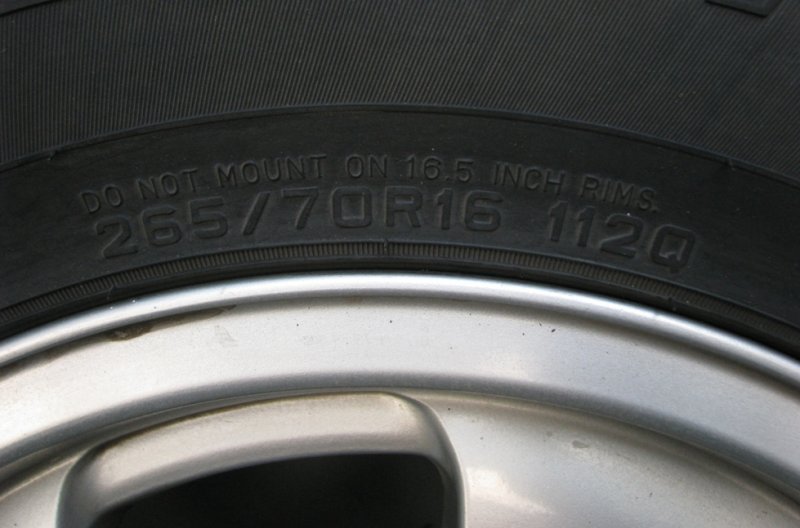 DO NOT MOUNT ON 16.5 INCH RIMS.
265/70R16 112Q